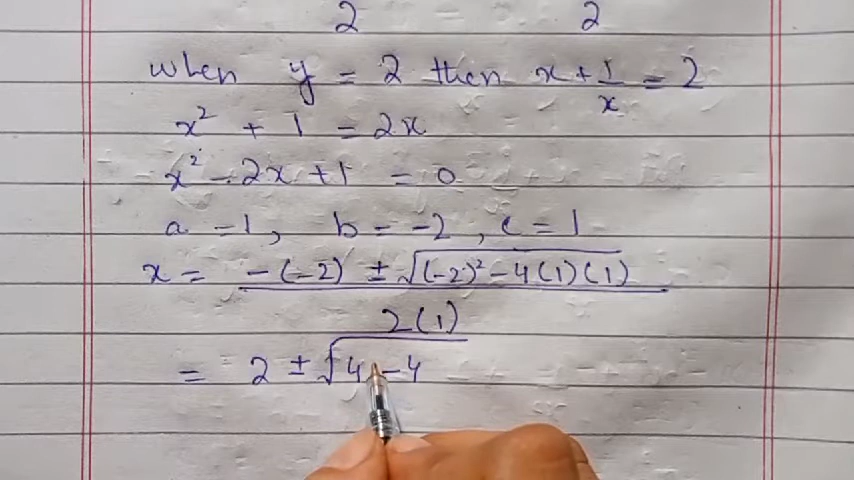 2 2
when y = 2 then x + 1/x = 2
x² + 1 = 2x
x² - 2x + 1 = 0
a = 1, b = -2, c = 1
x = -(-2) ± √(-2)² - 4(1)(1)
2(1)
= 2 ± √4 - 4